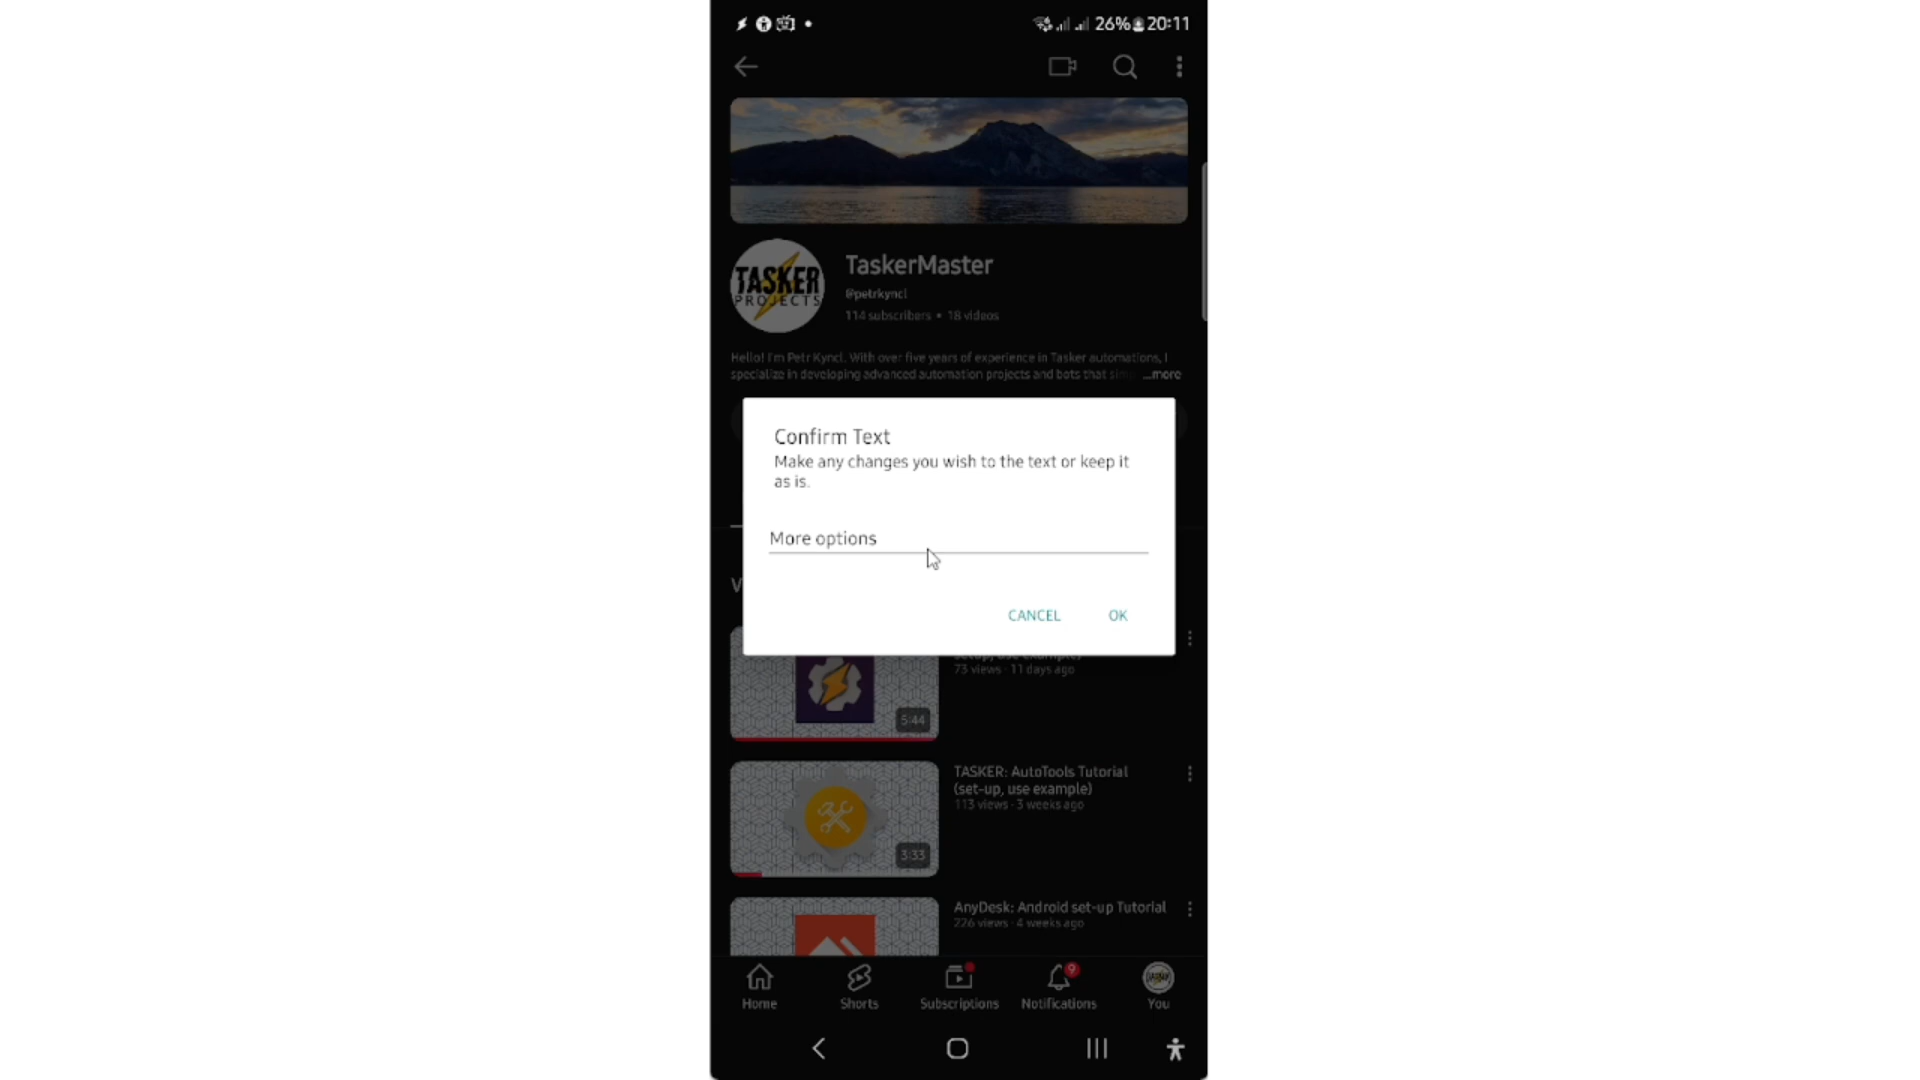 26% 20:11
TASKER
PROJECTS
TaskerMaster
@petrkyncl
114 subscribers • 18 videos
Hello! I'm Petr Kyncl. With over five years of experience in Tasker automations, I
specialize in developing advanced automation projects and bots that sim ...more
Confirm Text
Make any changes you wish to the text or keep it
as is.
More options
CANCEL OK
V
73 views · 11 days ago
5:44
TASKER: AutoTools Tutorial
(set-up, use example)
113 views · 3 weeks ago
3:33
AnyDesk: Android set-up Tutorial
226 views · 4 weeks ago
9
Home Shorts Subscriptions Notifications You